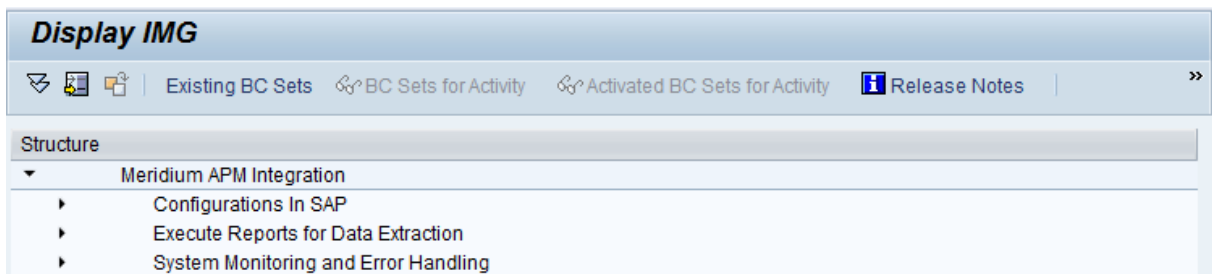 Display IMG
Existing BC Sets BC Sets for Activity Activated BC Sets for Activity Release Notes »
Structure
Meridium APM Integration
Configurations In SAP
Execute Reports for Data Extraction
System Monitoring and Error Handling